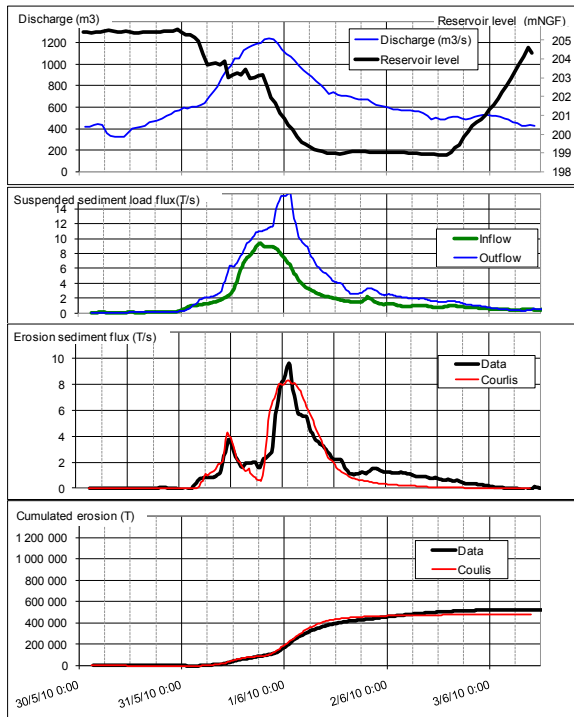 Discharge (m3)
Reservoir level (mNGF)
1200
1000
800
600
400
200
0
205
204
203
202
201
200
199
198
Discharge (m3/s)
Reservoir level
Suspended sediment load flux(T/s)
14
12
10
8
6
4
2
0
Inflow
Outflow
Erosion sediment flux (T/s)
10
8
6
4
2
0
Data
Courlis
Cumulated erosion (T)
1 200 000
1 000 000
800 000
600 000
400 000
200 000
0
Data
Coulis
30/5/10 0:00
31/5/10 0:00
1/6/10 0:00
2/6/10 0:00
3/6/10 0:00